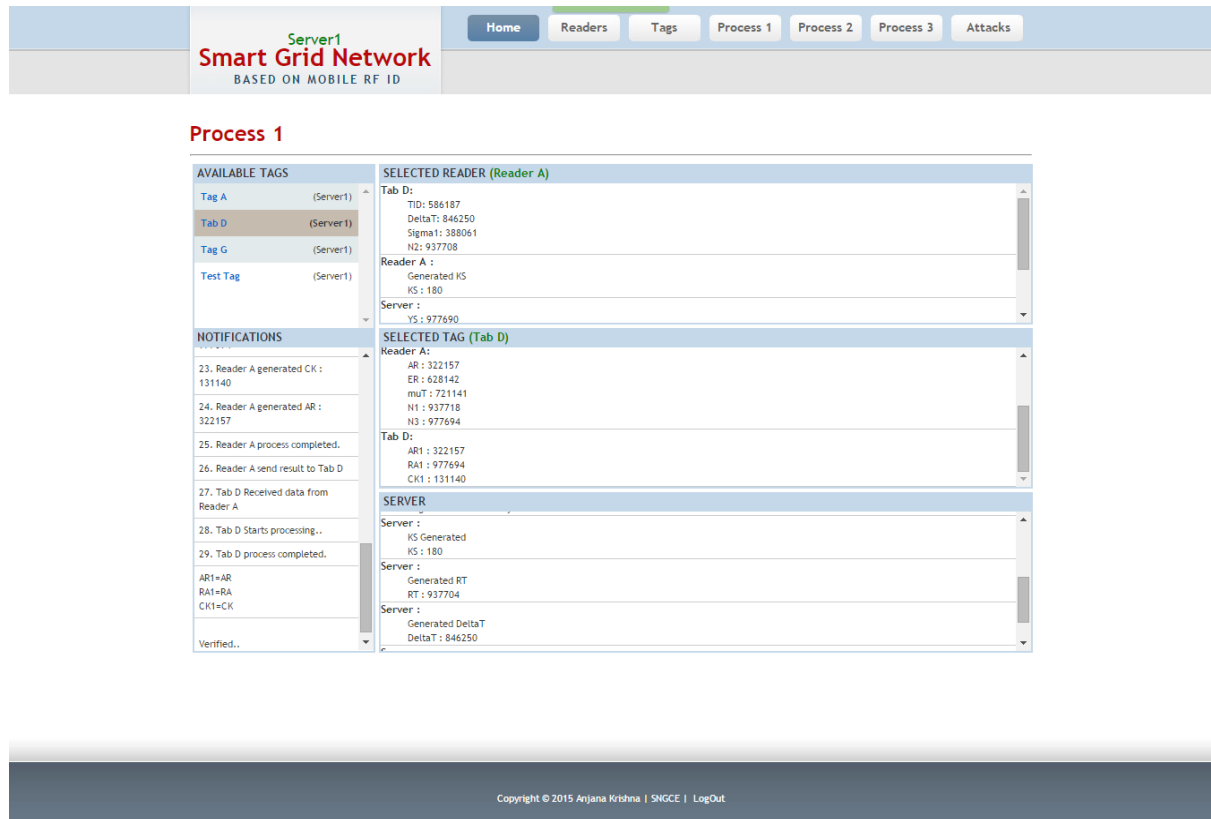 Server1
Smart Grid Network
BASED ON MOBILE RF ID
Home Readers Tags Process 1 Process 2 Process 3 Attacks
Process 1
AVAILABLE TAGS
Tag A (Server1)
Tab D (Server1)
Tag G (Server1)
Test Tag (Server1)
NOTIFICATIONS
23. Reader A generated CK :
131140
24. Reader A generated AR :
322157
25. Reader A process completed.
26. Reader A send result to Tab D
27. Tab D Received data from
Reader A
28. Tab D Starts processing..
29. Tab D process completed.
AR1=AR
RA1=RA
CK1=CK
Verified..
SELECTED READER (Reader A)
Tab D:
TID: 586187
DeltaT: 846250
Sigma1: 388061
N2: 937708
Reader A :
Generated KS
KS : 180
Server :
YS : 977690
SELECTED TAG (Tab D)
Reader A:
AR : 322157
ER : 628142
muT : 721141
N1 : 937718
N3 : 977694
Tab D:
AR1 : 322157
RA1 : 977694
CK1 : 131140
SERVER
Server :
KS Generated
KS : 180
Server :
Generated RT
RT : 937704
Server :
Generated DeltaT
DeltaT : 846250
Copyright © 2015 Anjana Krishna | SNGCE | LogOut